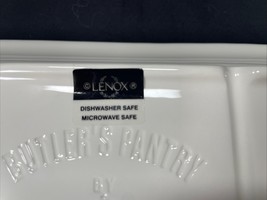 © LENOX ®
DISHWASHER SAFE
MICROWAVE SAFE
BUTLER'S PANTRY
BY